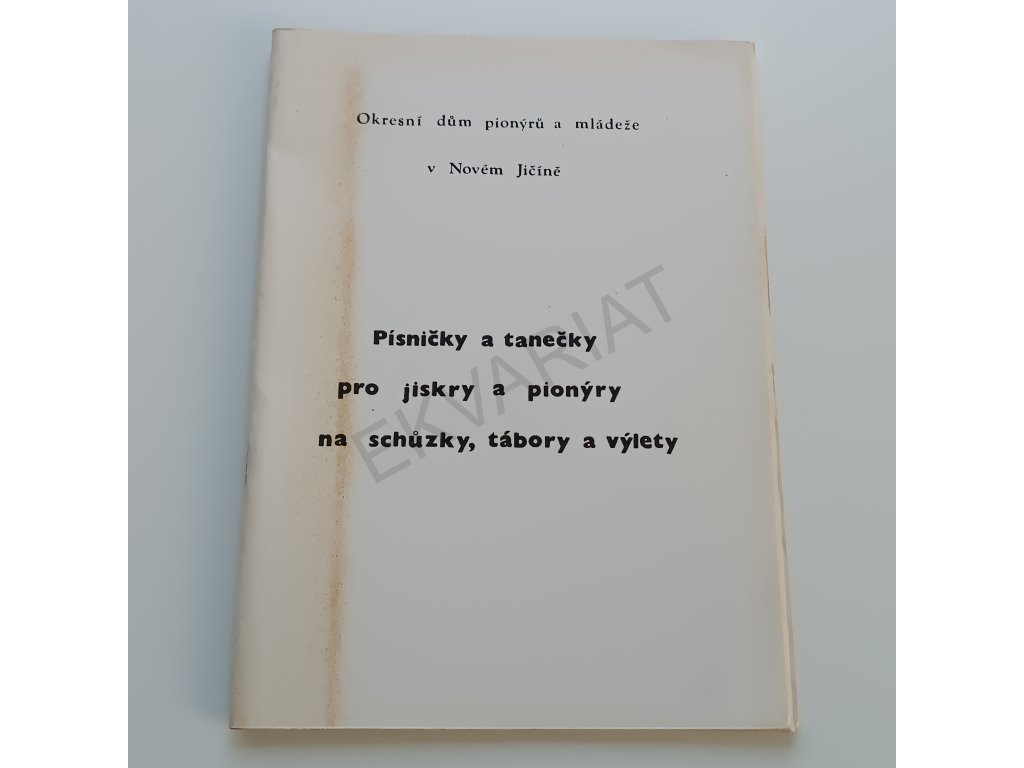 Okresní dům pionýrů a mládeže
v Novém Jičíně
Písničky a tanečky
pro jiskry a pionýry
na schůzky, tábory a výlety
EKVARIAT